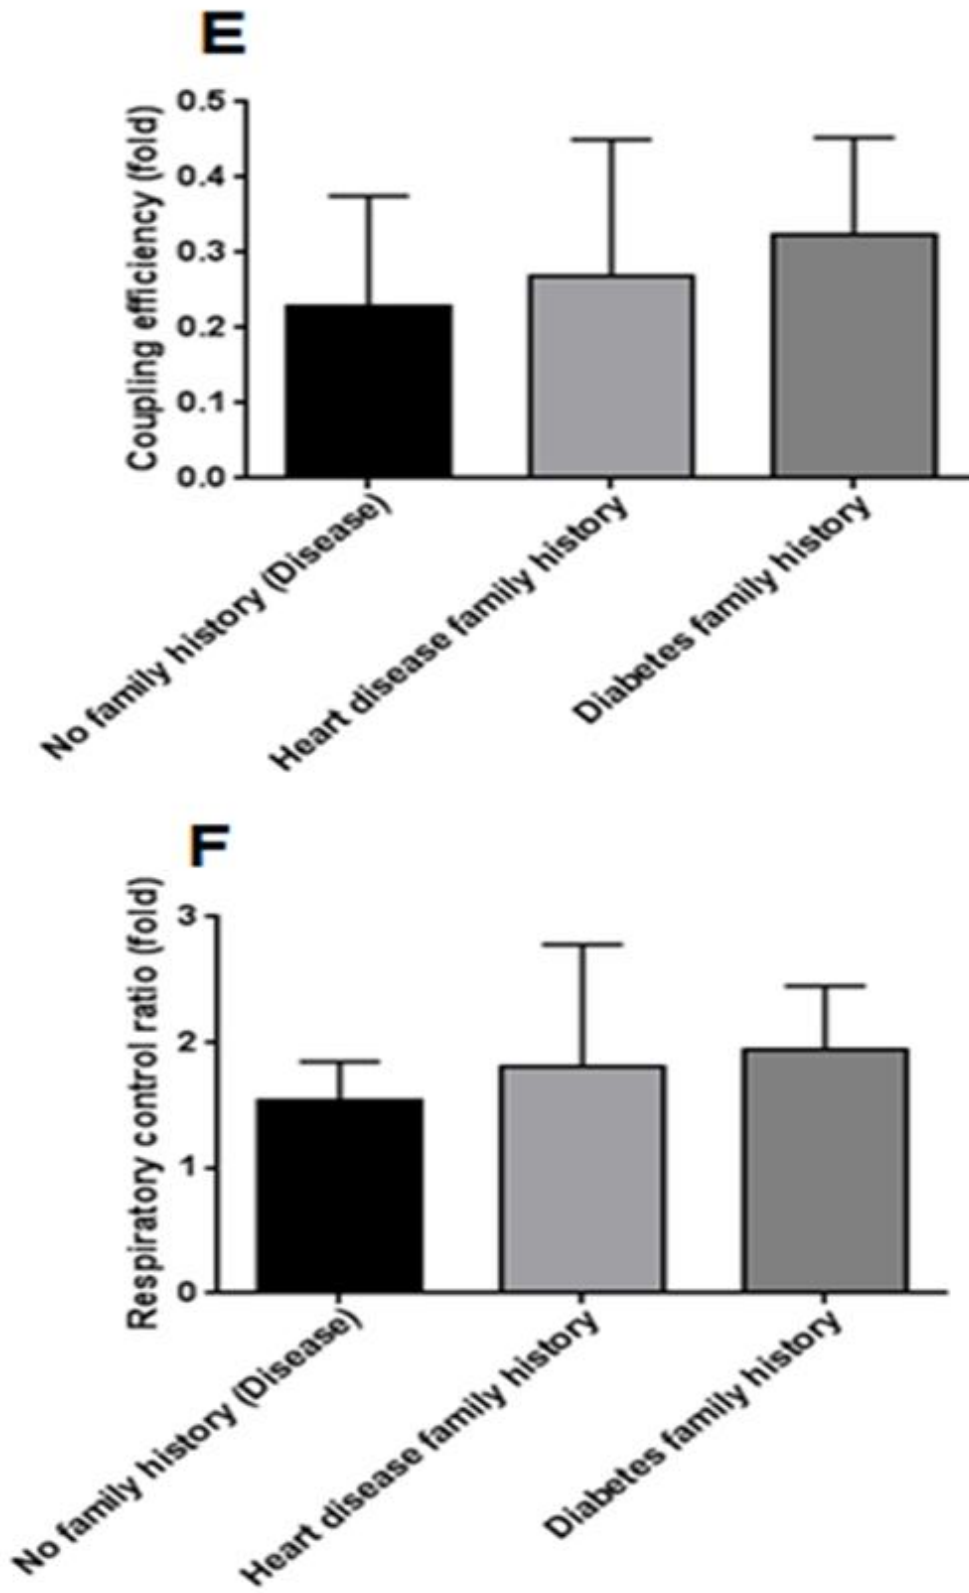 E
Coupling efficiency (fold)
0.5
0.4
0.3
0.2
0.1
0.0
No family history (Disease)
Heart disease family history
Diabetes family history
F
Respiratory control ratio (fold)
3
2
1
0
No family history (Disease)
Heart disease family history
Diabetes family history